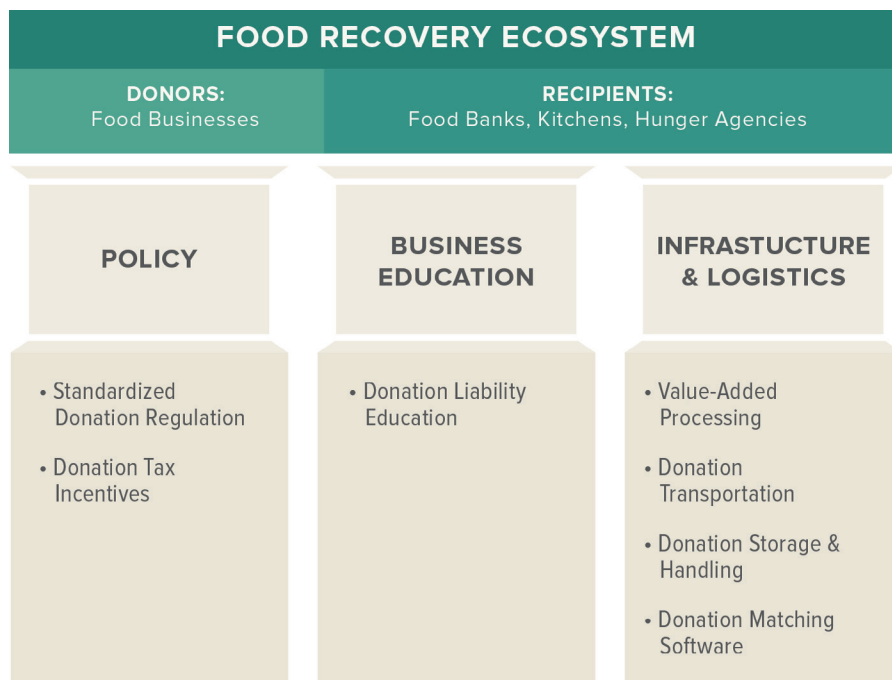 FOOD RECOVERY ECOSYSTEM
DONORS:
Food Businesses
RECIPIENTS:
Food Banks, Kitchens, Hunger Agencies
POLICY
• Standardized
Donation Regulation
• Donation Tax
Incentives
BUSINESS
EDUCATION
• Donation Liability
Education
INFRASTUCTURE
& LOGISTICS
• Value-Added
Processing
• Donation
Transportation
• Donation Storage &
Handling
• Donation Matching
Software